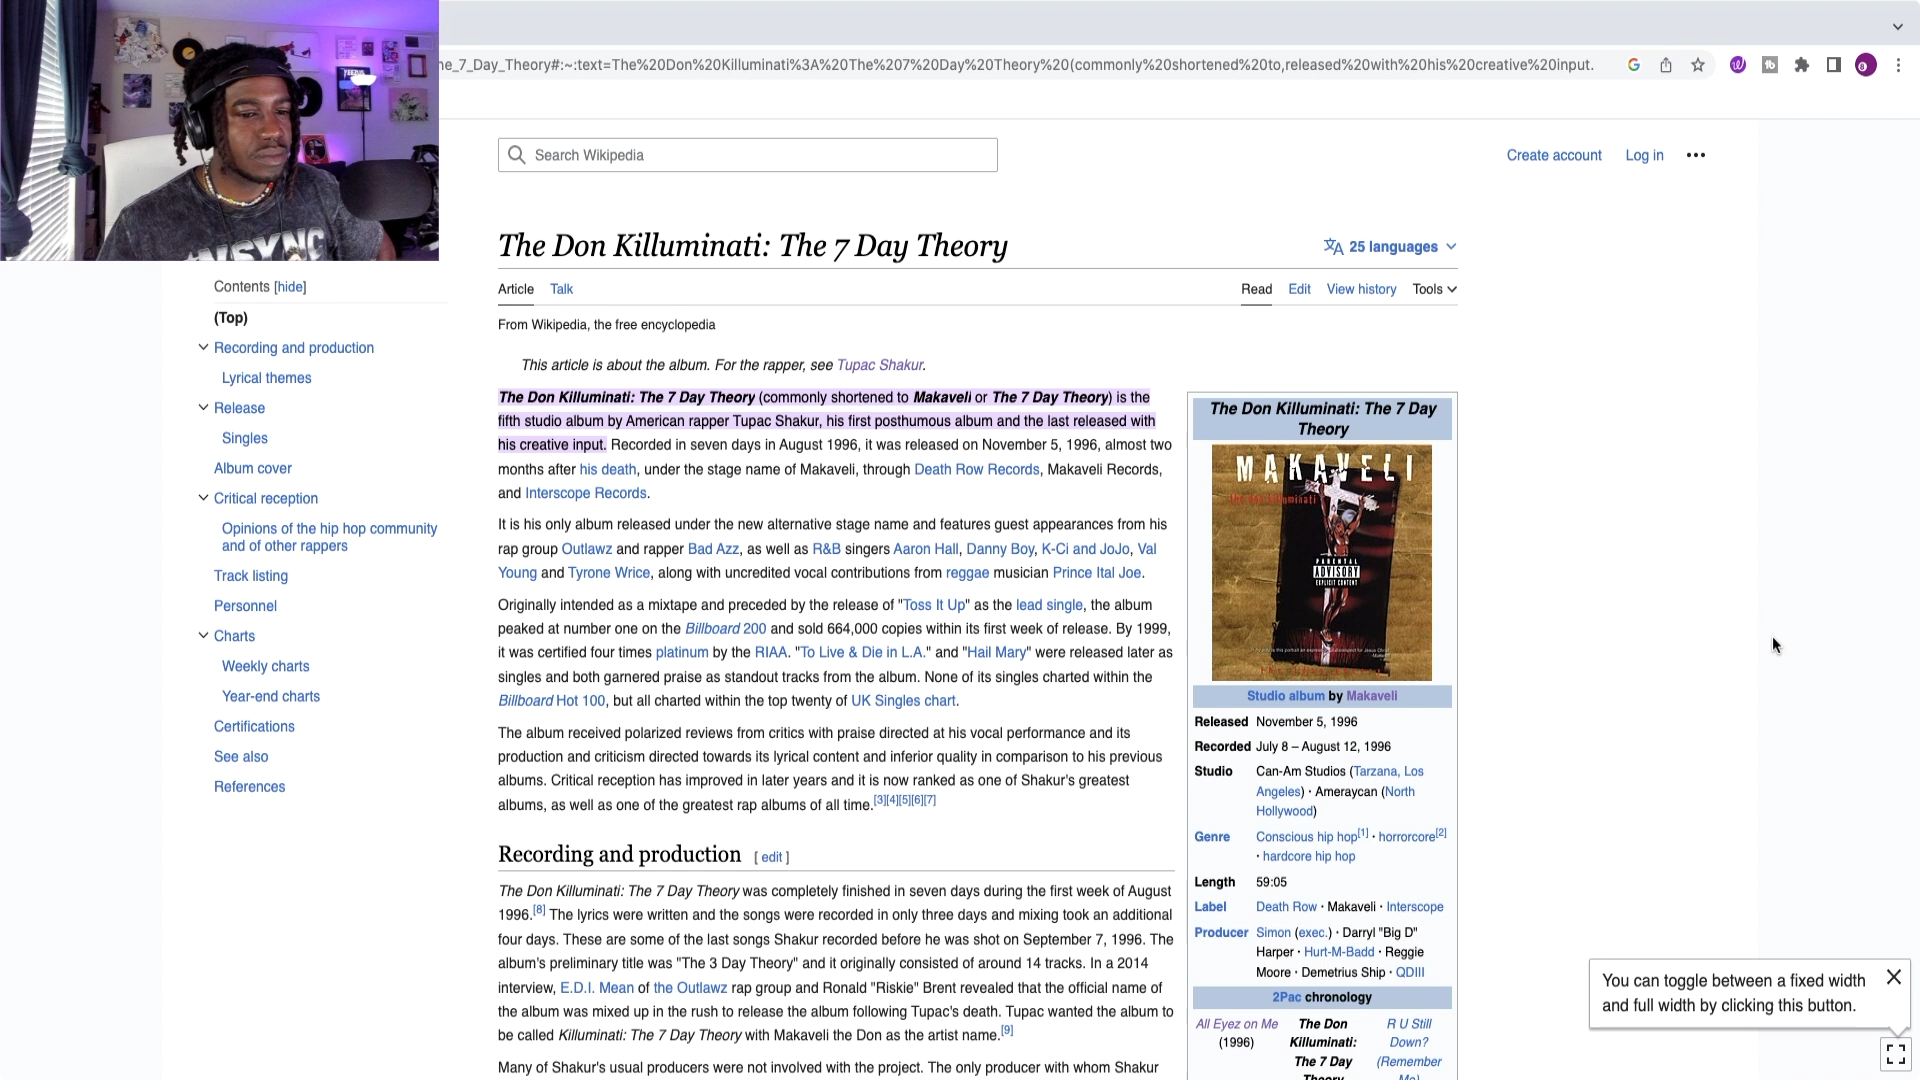 he_7_Day_Theory#:~:text=The%20Don%20Killuminati%3A%20The%207%20Day%20Theory%20(commonly%20shortened%20to,released%20with%20his%20creative%20input.
Search Wikipedia
Create account
Log in
The Don Killuminati: The 7 Day Theory
25 languages
Article
Talk
Read
Edit
View history
Tools
From Wikipedia, the free encyclopedia
Contents [hide]
(Top)
Recording and production
Lyrical themes
Release
Singles
Album cover
Critical reception
Opinions of the hip hop community
and of other rappers
Track listing
Personnel
Charts
Weekly charts
Year-end charts
Certifications
See also
References
This article is about the album. For the rapper, see Tupac Shakur.
The Don Killuminati: The 7 Day Theory (commonly shortened to Makaveli or The 7 Day Theory) is the
fifth studio album by American rapper Tupac Shakur, his first posthumous album and the last released with
his creative input. Recorded in seven days in August 1996, it was released on November 5, 1996, almost two
months after his death, under the stage name of Makaveli, through Death Row Records, Makaveli Records,
and Interscope Records.
It is his only album released under the new alternative stage name and features guest appearances from his
rap group Outlawz and rapper Bad Azz, as well as R&B singers Aaron Hall, Danny Boy, K-Ci and JoJo, Val
Young and Tyrone Wrice, along with uncredited vocal contributions from reggae musician Prince Ital Joe.
Originally intended as a mixtape and preceded by the release of "Toss It Up" as the lead single, the album
peaked at number one on the Billboard 200 and sold 664,000 copies within its first week of release. By 1999,
it was certified four times platinum by the RIAA. "To Live & Die in L.A." and "Hail Mary" were released later as
singles and both garnered praise as standout tracks from the album. None of its singles charted within the
Billboard Hot 100, but all charted within the top twenty of UK Singles chart.
The album received polarized reviews from critics with praise directed at his vocal performance and its
production and criticism directed towards its lyrical content and inferior quality in comparison to his previous
albums. Critical reception has improved in later years and it is now ranked as one of Shakur's greatest
albums, as well as one of the greatest rap albums of all time.[3][4][5][6][7]
Recording and production [ edit ]
The Don Killuminati: The 7 Day Theory was completely finished in seven days during the first week of August
1996.[8] The lyrics were written and the songs were recorded in only three days and mixing took an additional
four days. These are some of the last songs Shakur recorded before he was shot on September 7, 1996. The
album's preliminary title was "The 3 Day Theory" and it originally consisted of around 14 tracks. In a 2014
interview, E.D.I. Mean of the Outlawz rap group and Ronald "Riskie" Brent revealed that the official name of
the album was mixed up in the rush to release the album following Tupac's death. Tupac wanted the album to
be called Killuminati: The 7 Day Theory with Makaveli the Don as the artist name.[9]
Many of Shakur's usual producers were not involved with the project. The only producer with whom Shakur
The Don Killuminati: The 7 Day
Theory
MAKAVELI
the don killuminati
PARENTAL
ADVISORY
EXPLICIT CONTENT
Studio album by Makaveli
Released November 5, 1996
Recorded July 8 – August 12, 1996
Studio Can-Am Studios (Tarzana, Los
Angeles) · Ameraycan (North
Hollywood)
Genre Conscious hip hop[1] · horrorcore[2]
· hardcore hip hop
Length 59:05
Label Death Row · Makaveli · Interscope
Producer Simon (exec.) · Darryl "Big D"
Harper · Hurt-M-Badd · Reggie
Moore · Demetrius Ship · QDIII
2Pac chronology
All Eyez on Me
(1996)
The Don
Killuminati:
The 7 Day
Theory
R U Still
Down?
(Remember
Me)
You can toggle between a fixed width
and full width by clicking this button.